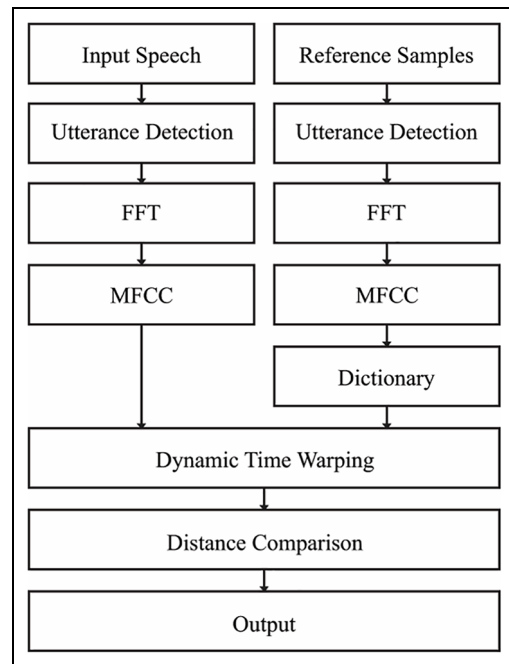 Input Speech
Reference Samples
Utterance Detection
Utterance Detection
FFT
FFT
MFCC
MFCC
Dictionary
Dynamic Time Warping
Distance Comparison
Output